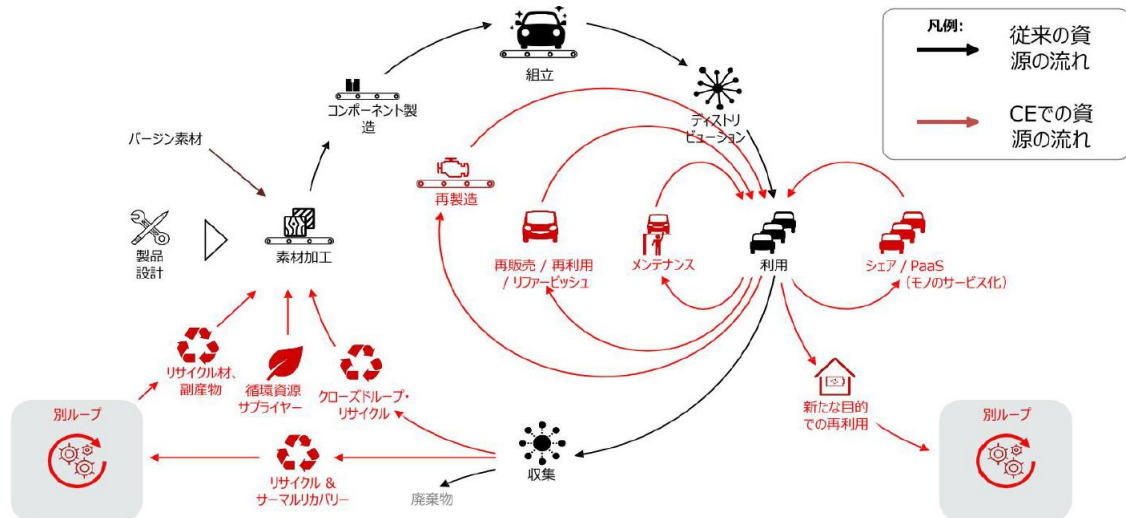 凡例:
従来の資
源の流れ
CEでの資
源の流れ
組立
コンポーネント製
造
ディストリ
ビューション
バージン素材
再製造
製品
設計
素材加工
再販売 / 再利用
/ リファービッシュ
メンテナンス
利用
シェア / PaaS
(モノのサービス化)
リサイクル材、
副産物
循環資源
サプライヤー
クローズドループ・
リサイクル
新たな目的
での再利用
別ループ
別ループ
リサイクル &
サーマルリカバリー
収集
廃棄物